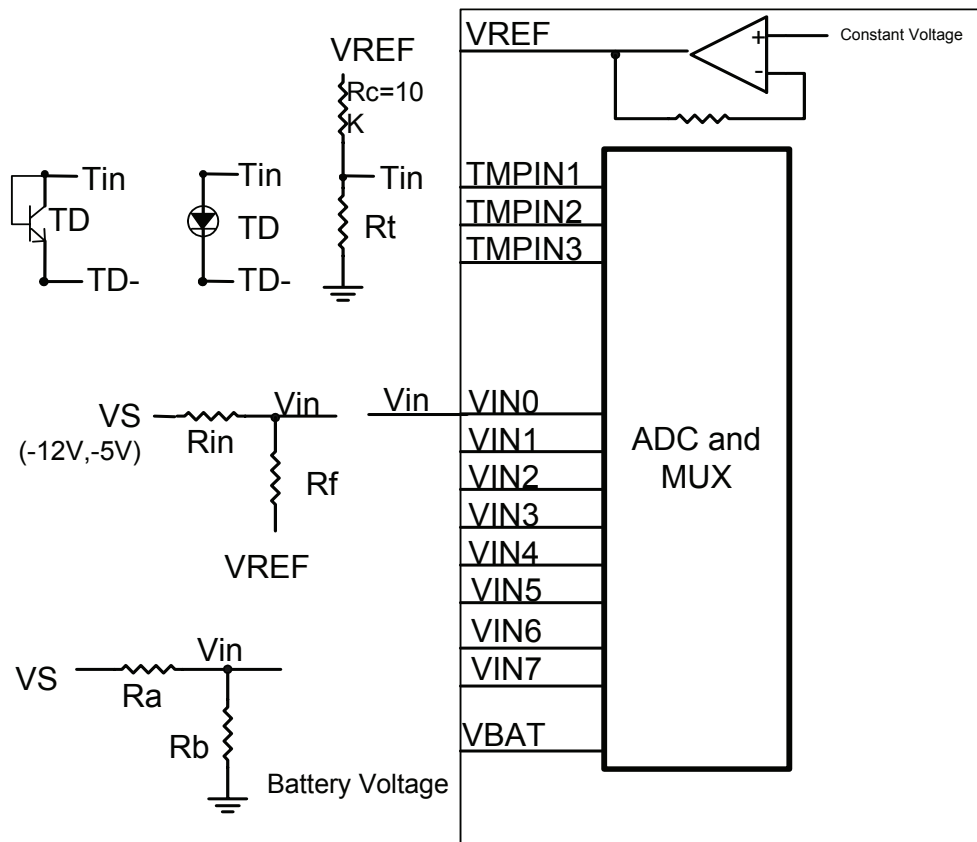 VREF
+
Constant Voltage
-
VREF
Rc=10
K
Tin
Rt
Tin
TD
TD-
Tin
TD
TD-
TMPIN1
TMPIN2
TMPIN3
VS
(-12V,-5V)
Rin
Vin
Rf
VREF
Vin
VIN0
VIN1
VIN2
VIN3
VIN4
VIN5
VIN6
VIN7
VBAT
ADC and
MUX
VS
Ra
Vin
Rb
Battery Voltage